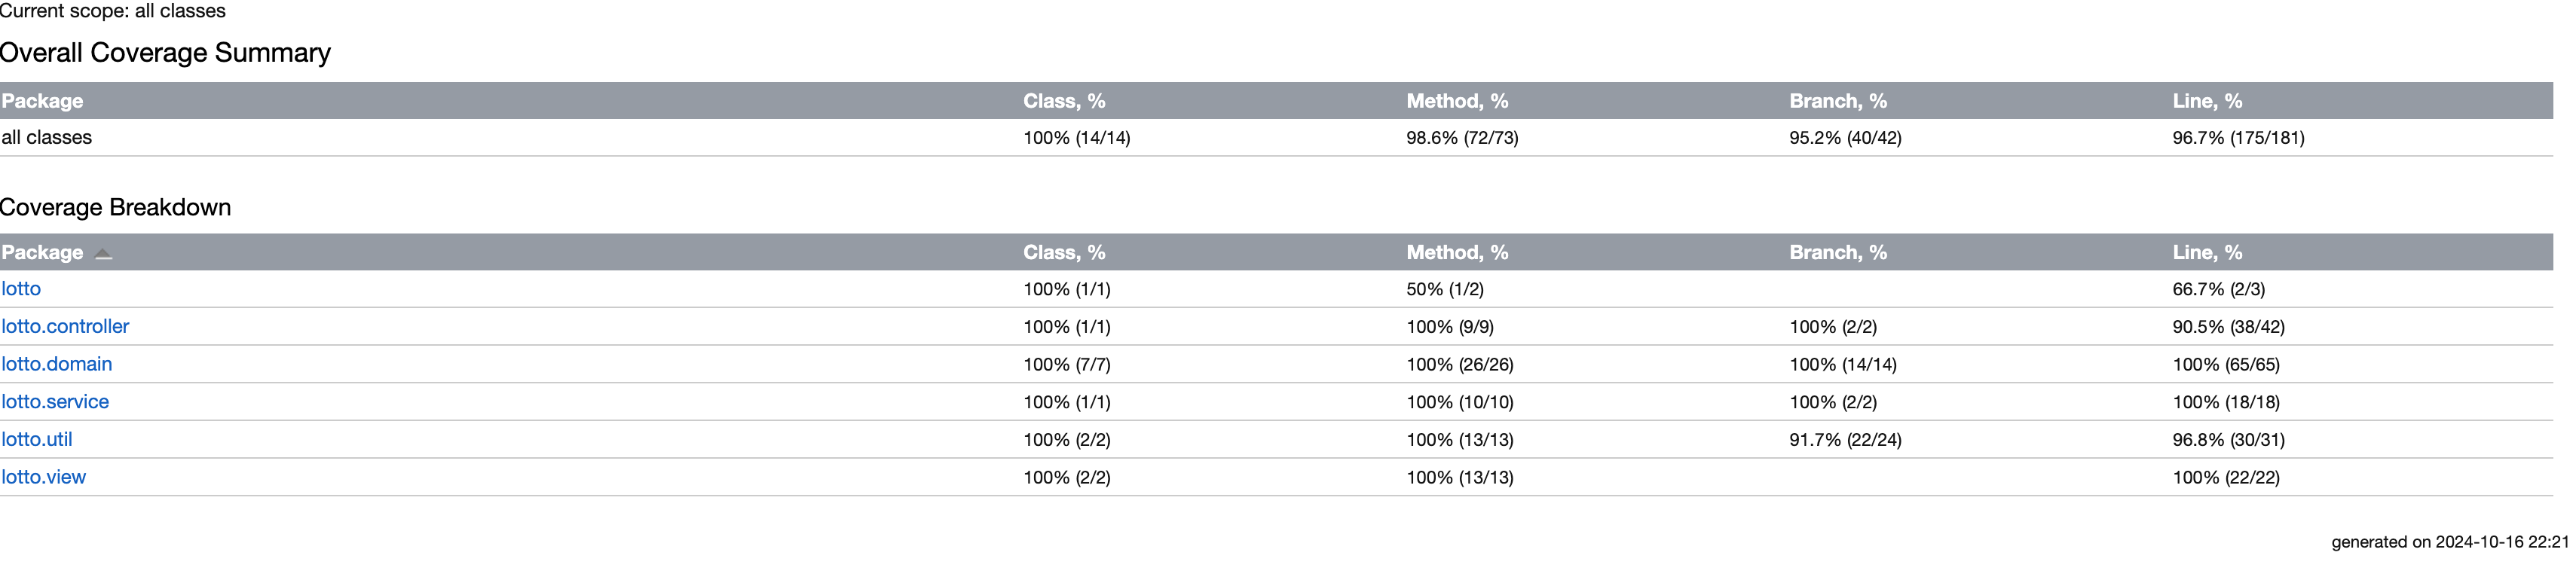 Current scope: all classes
Overall Coverage Summary
Package Class, % Method, % Branch, % Line, %
all classes 100% (14/14) 98.6% (72/73) 95.2% (40/42) 96.7% (175/181)
Coverage Breakdown
Package Class, % Method, % Branch, % Line, %
lotto 100% (1/1) 50% (1/2) 66.7% (2/3)
lotto.controller 100% (1/1) 100% (9/9) 100% (2/2) 90.5% (38/42)
lotto.domain 100% (7/7) 100% (26/26) 100% (14/14) 100% (65/65)
lotto.service 100% (1/1) 100% (10/10) 100% (2/2) 100% (18/18)
lotto.util 100% (2/2) 100% (13/13) 91.7% (22/24) 96.8% (30/31)
lotto.view 100% (2/2) 100% (13/13) 100% (22/22)
generated on 2024-10-16 22:21